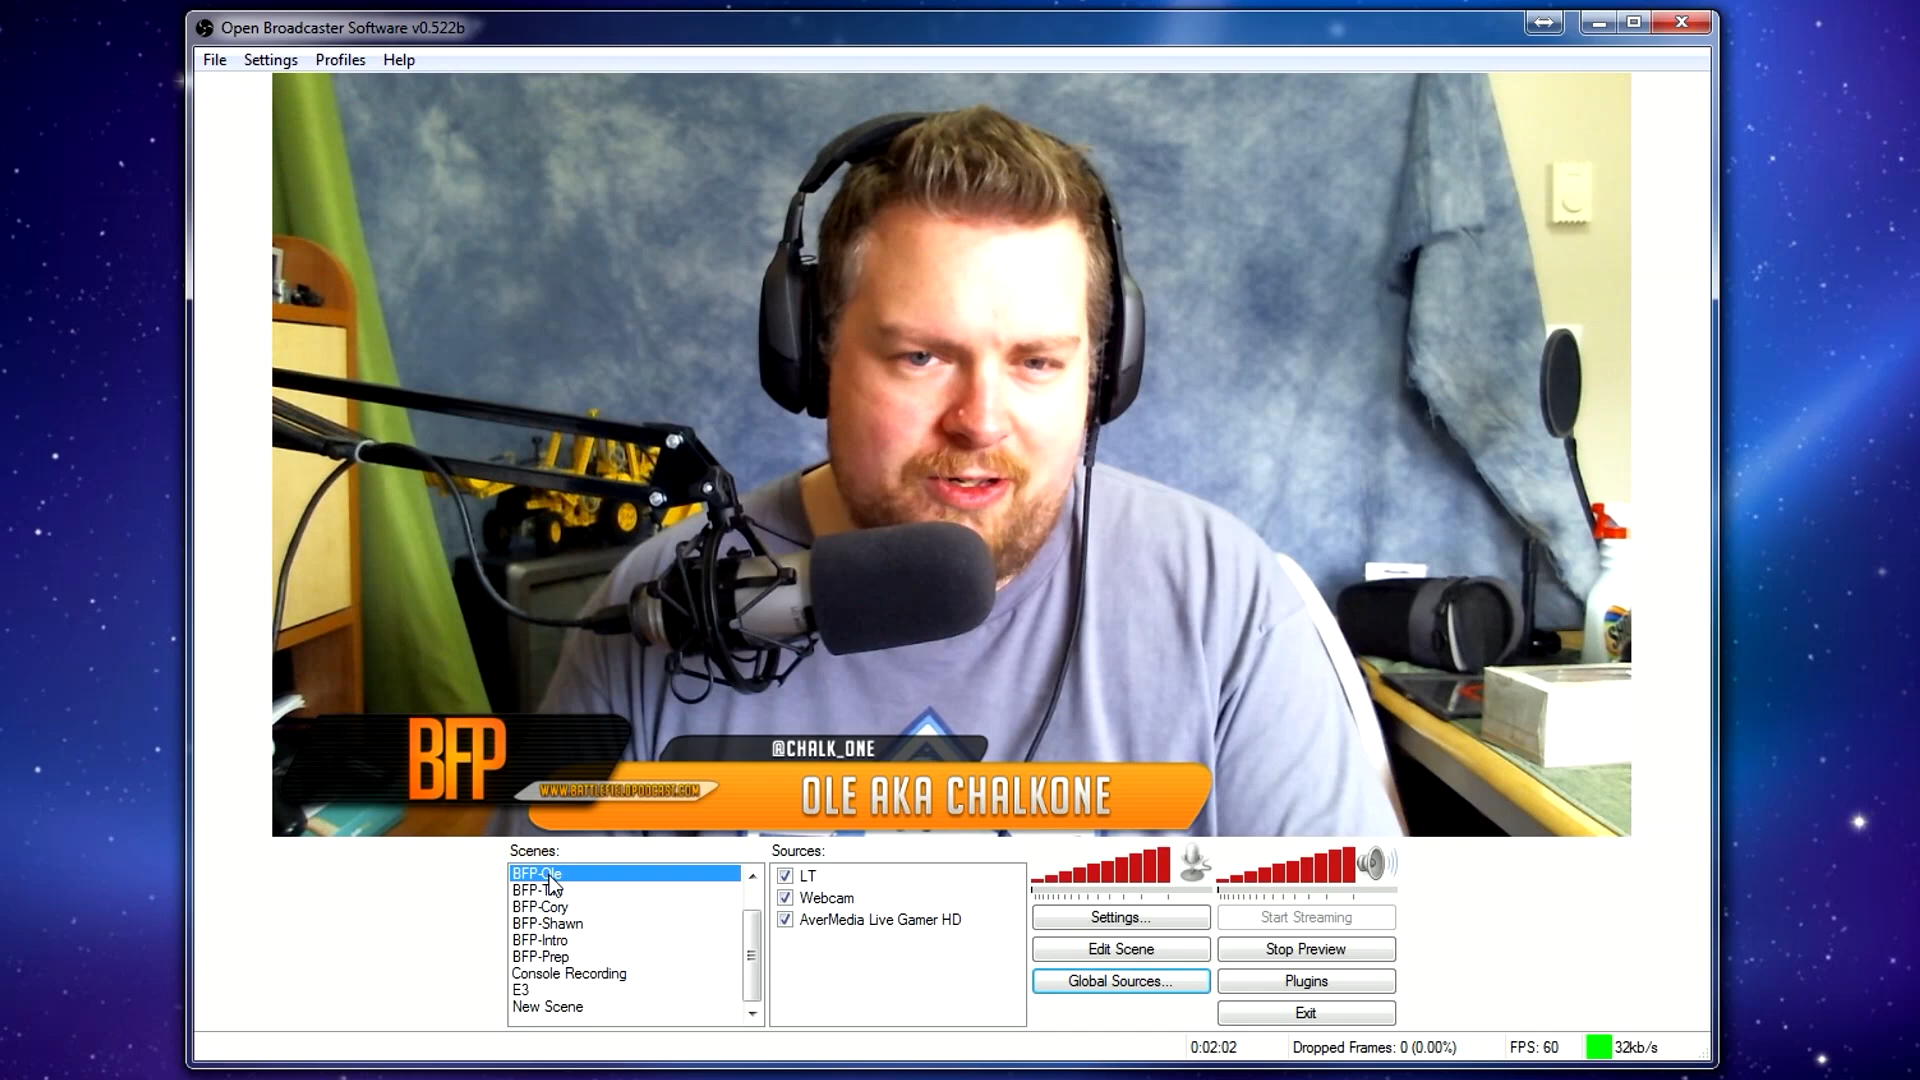 Open Broadcaster Software v0.522b
File Settings Profiles Help
BFP
@CHALK_ONE
WWW.BATTLEFIELDPODCAST.COM
OLE AKA CHALKONE
Scenes:
BFP-Ole
BFP-Cory
BFP-Shawn
BFP-Intro
BFP-Prep
Console Recording
E3
New Scene
Sources:
LT
Webcam
AverMedia Live Gamer HD
Settings... Start Streaming
Edit Scene Stop Preview
Global Sources... Plugins
Exit
0:02:02 Dropped Frames: 0 (0.00%) FPS: 60 32kb/s